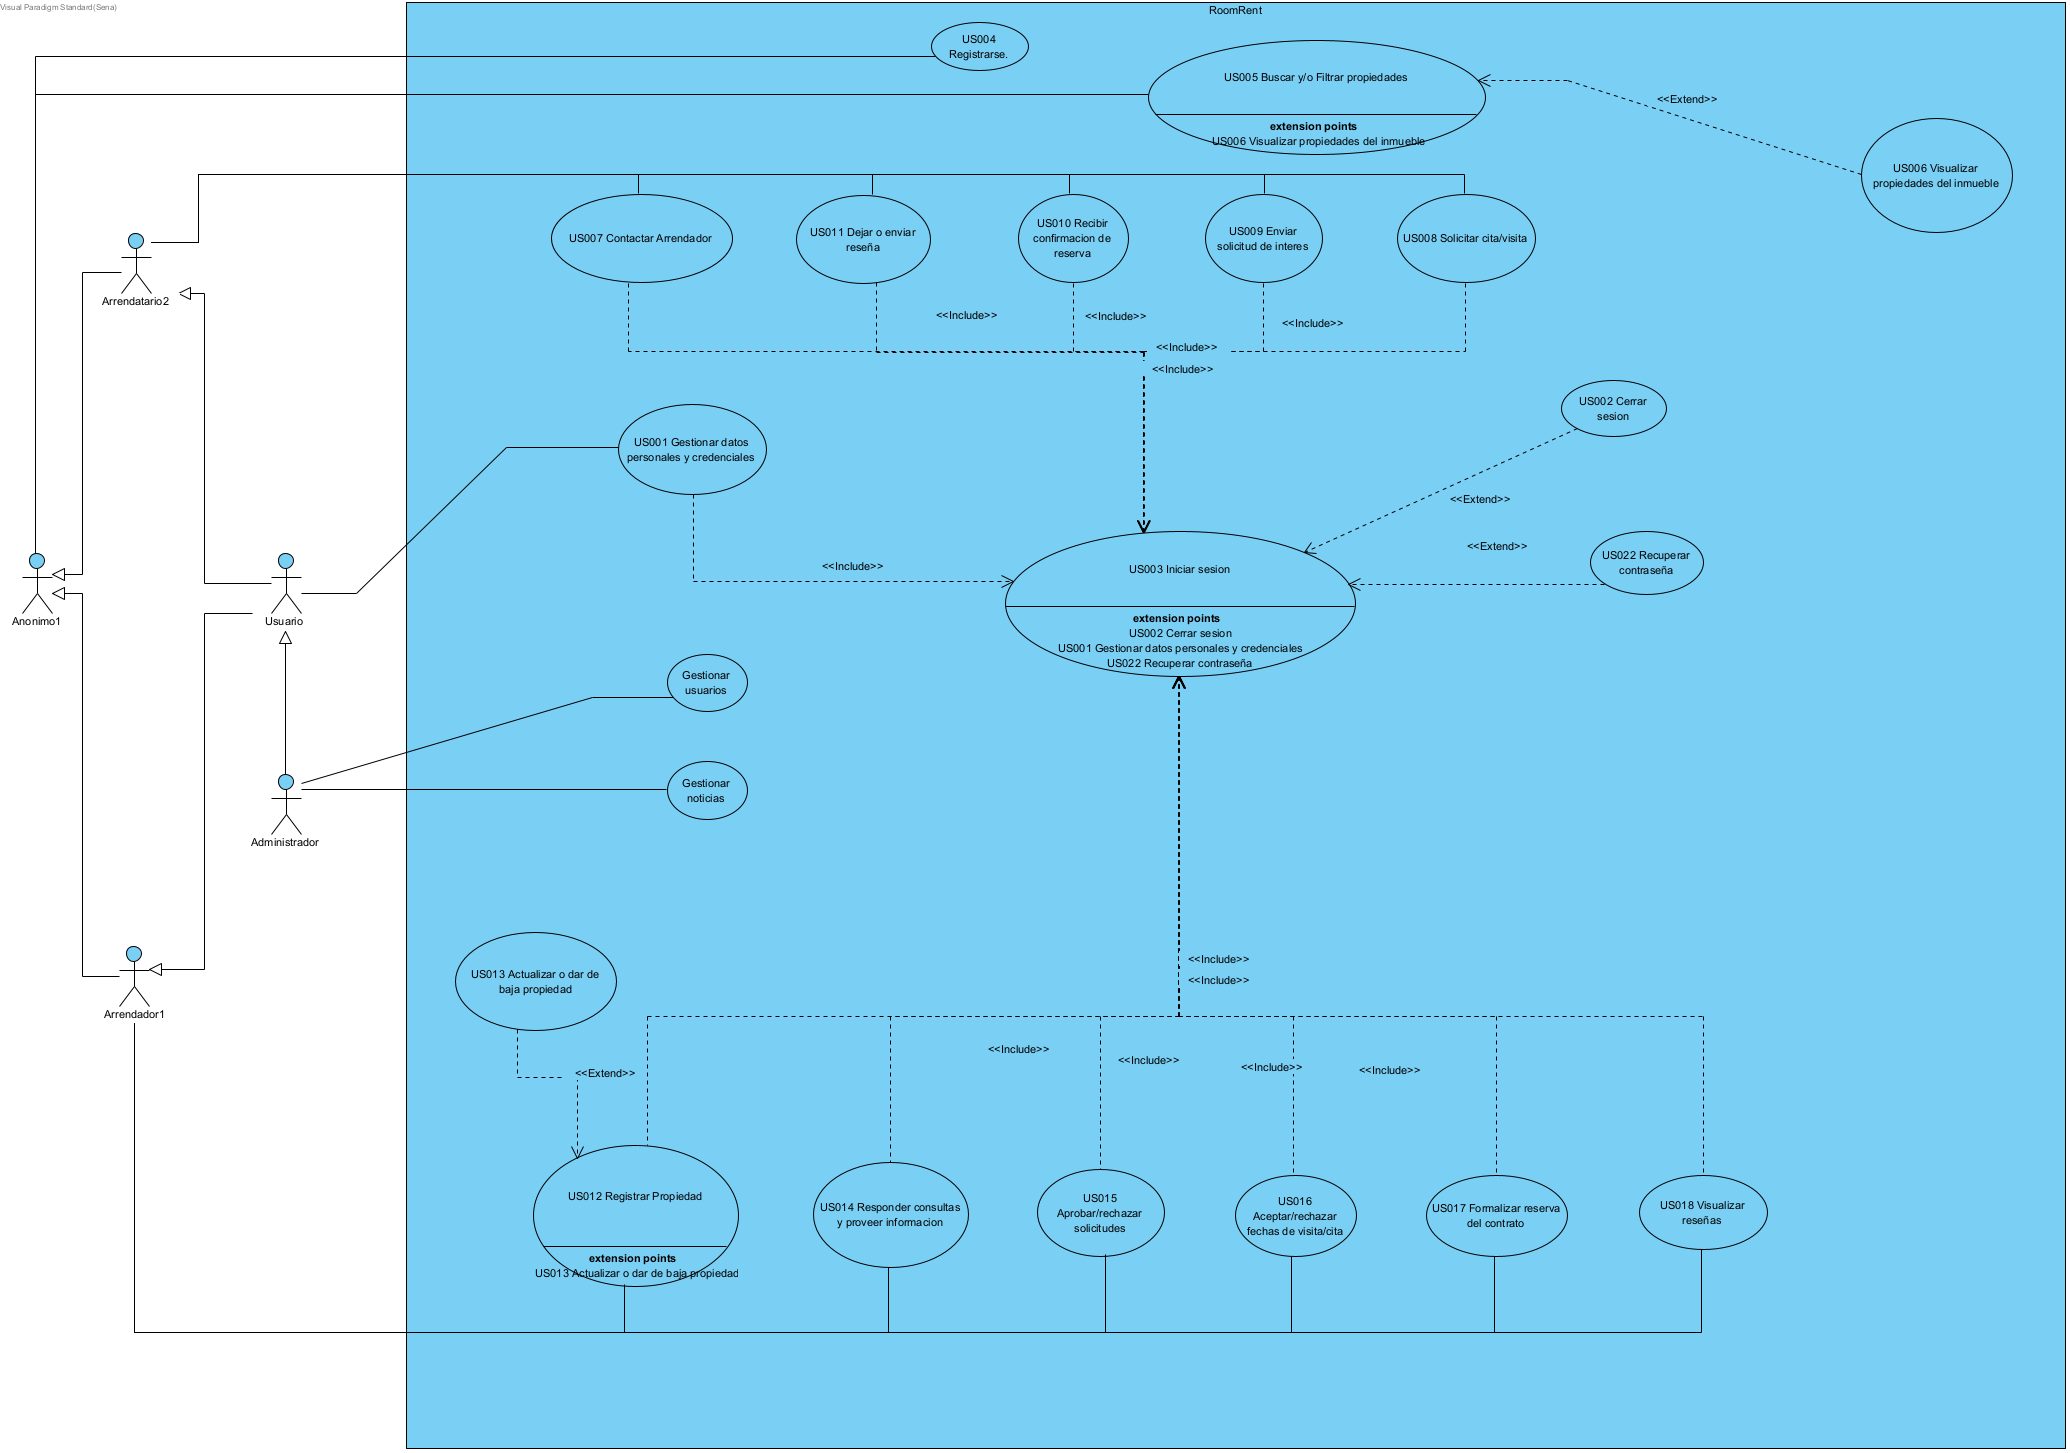 Visual Paradigm Standard(Sena)
RoomRent
US004
Registrarse.
US005 Buscar y/o Filtrar propiedades
extension points
US006 Visualizar propiedades del inmueble
<<Extend>>
US006 Visualizar
propiedades del inmueble
US007 Contactar Arrendador
US011 Dejar o enviar
reseña
US010 Recibir
confirmacion de
reserva
US009 Enviar
solicitud de interes
US008 Solicitar cita/visita
Arrendatario2
<<Include>>
<<Include>>
<<Include>>
<<Include>>
<<Include>>
US002 Cerrar
sesion
US001 Gestionar datos
personales y credenciales
<<Extend>>
<<Extend>>
US022 Recuperar
contraseña
<<Include>>
US003 Iniciar sesion
extension points
US002 Cerrar sesion
US001 Gestionar datos personales y credenciales
US022 Recuperar contraseña
Anonimo1
Usuario
Gestionar
usuarios
Gestionar
noticias
Administrador
US013 Actualizar o dar de
baja propiedad
<<Include>>
<<Include>>
Arrendador1
<<Include>>
<<Include>>
<<Include>>
<<Include>>
<<Extend>>
US012 Registrar Propiedad
extension points
US013 Actualizar o dar de baja propiedad
US014 Responder consultas
y proveer informacion
US015
Aprobar/rechazar
solicitudes
US016
Aceptar/rechazar
fechas de visita/cita
US017 Formalizar reserva
del contrato
US018 Visualizar
reseñas